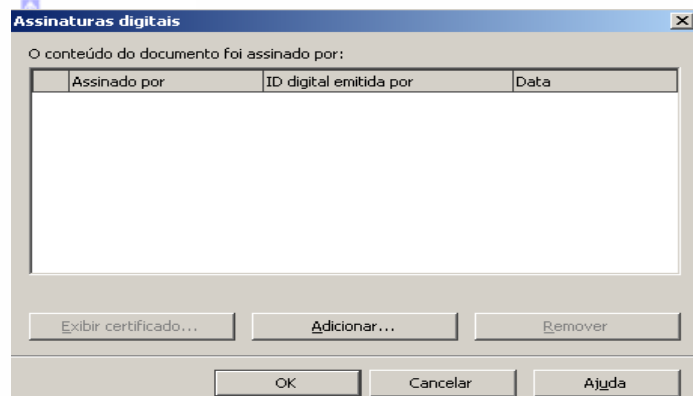 Assinaturas digitais
O conteúdo do documento foi assinado por:
Assinado por ID digital emitida por Data
Exibir certificado... Adicionar... Remover
OK Cancelar Ajuda